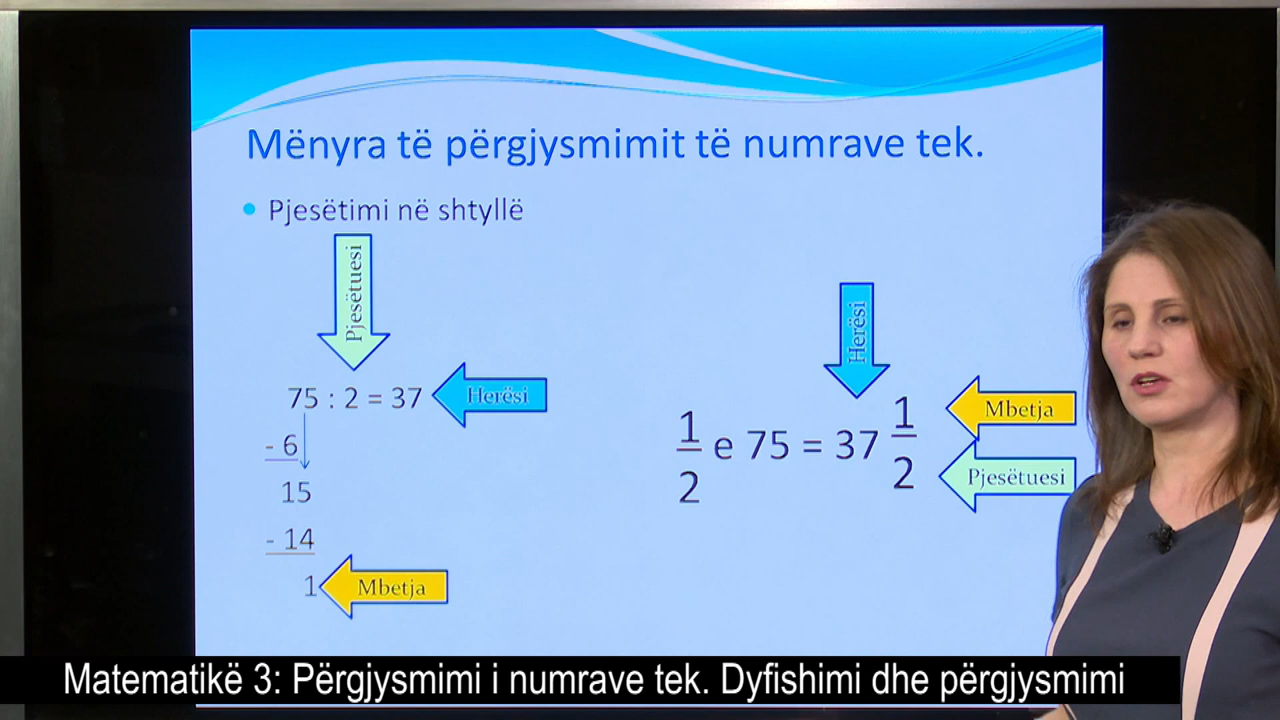 Mënyra të përgjysmimit të numrave tek.
Pjesëtimi në shtyllë
Pjesëtuesi
75 : 2 = 37
Herësi
- 6
15
- 14
1
Mbetja
Herësi
1/2 e 75 = 37 1/2
Mbetja
Pjesëtuesi
Matematikë 3: Përgjysmimi i numrave tek. Dyfishimi dhe përgjysmimi